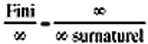 Fini/∞ = ∞/∞ surnaturel